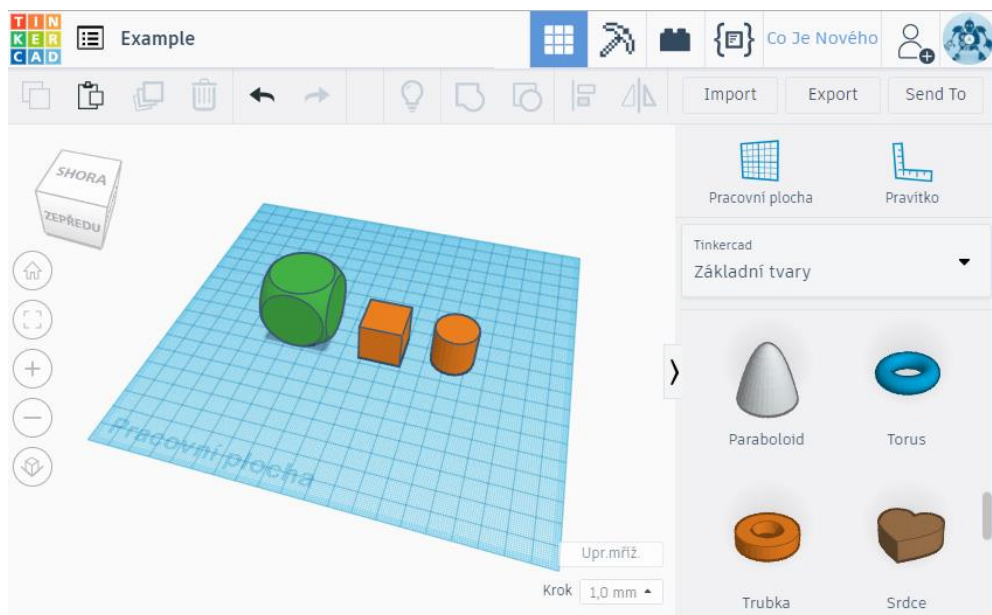 TIN
KER
CAD
Example
Co Je Nového
Import
Export
Send To
SHORA
ZEPŘEDU
Pracovní plocha
Pravítko
Tinkercad
Základní tvary
Pracovní plocha
Paraboloid
Torus
Upr.mříž.
Krok
1,0 mm
Trubka
Srdce